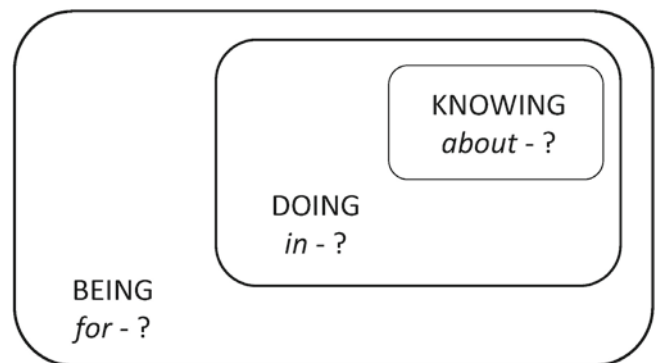 KNOWING
about - ?
DOING
in - ?
BEING
for - ?